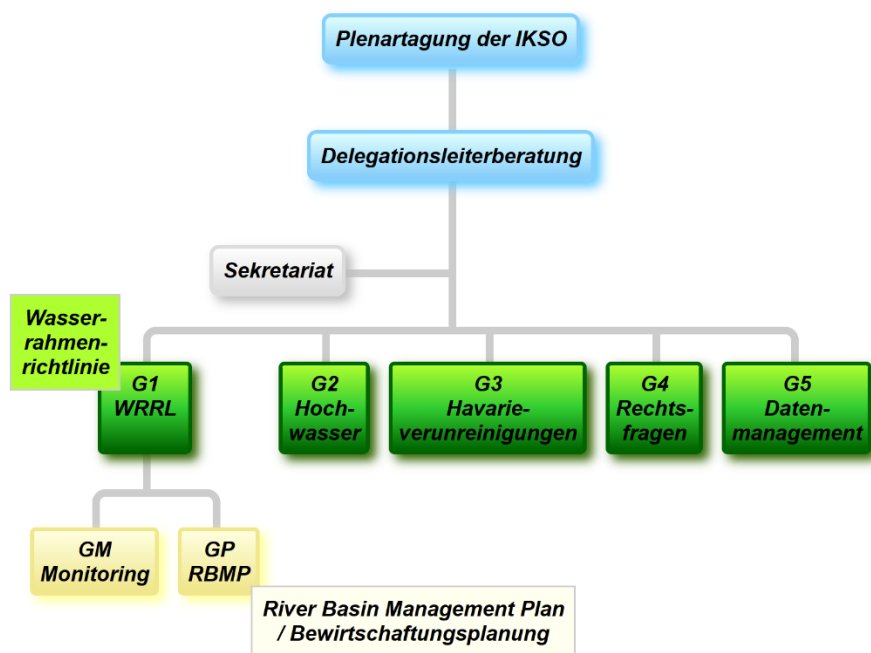 Plenartagung der IKSO
Delegationsleiterberatung
Sekretariat
Wasser-
rahmen-
richtlinie
G1
WRRL
G2
Hoch-
wasser
G3
Havarie-
verunreinigungen
G4
Rechts-
fragen
G5
Daten-
management
GM
Monitoring
GP
RBMP
River Basin Management Plan
/ Bewirtschaftungsplanung